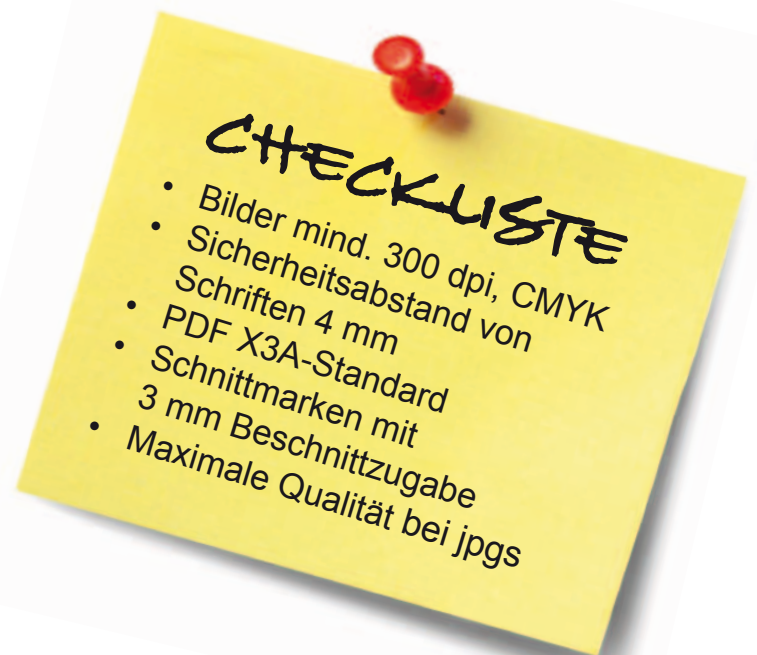 CHECKLISTE
• Bilder mind. 300 dpi, CMYK
• Sicherheitsabstand von
Schriften 4 mm
• PDF X3A-Standard
• Schnittmarken mit
3 mm Beschnittzugabe
• Maximale Qualität bei jpgs